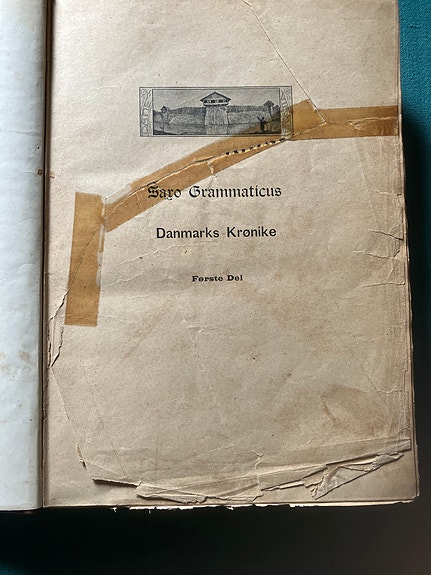 Saxo Grammaticus
Danmarks Krønike
Første Del